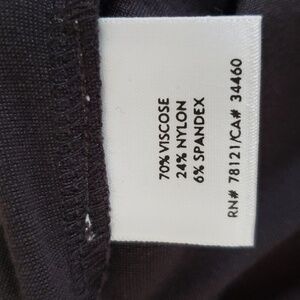 70% VISCOSE
24% NYLON
6% SPANDEX
RN# 78121/CA# 34460